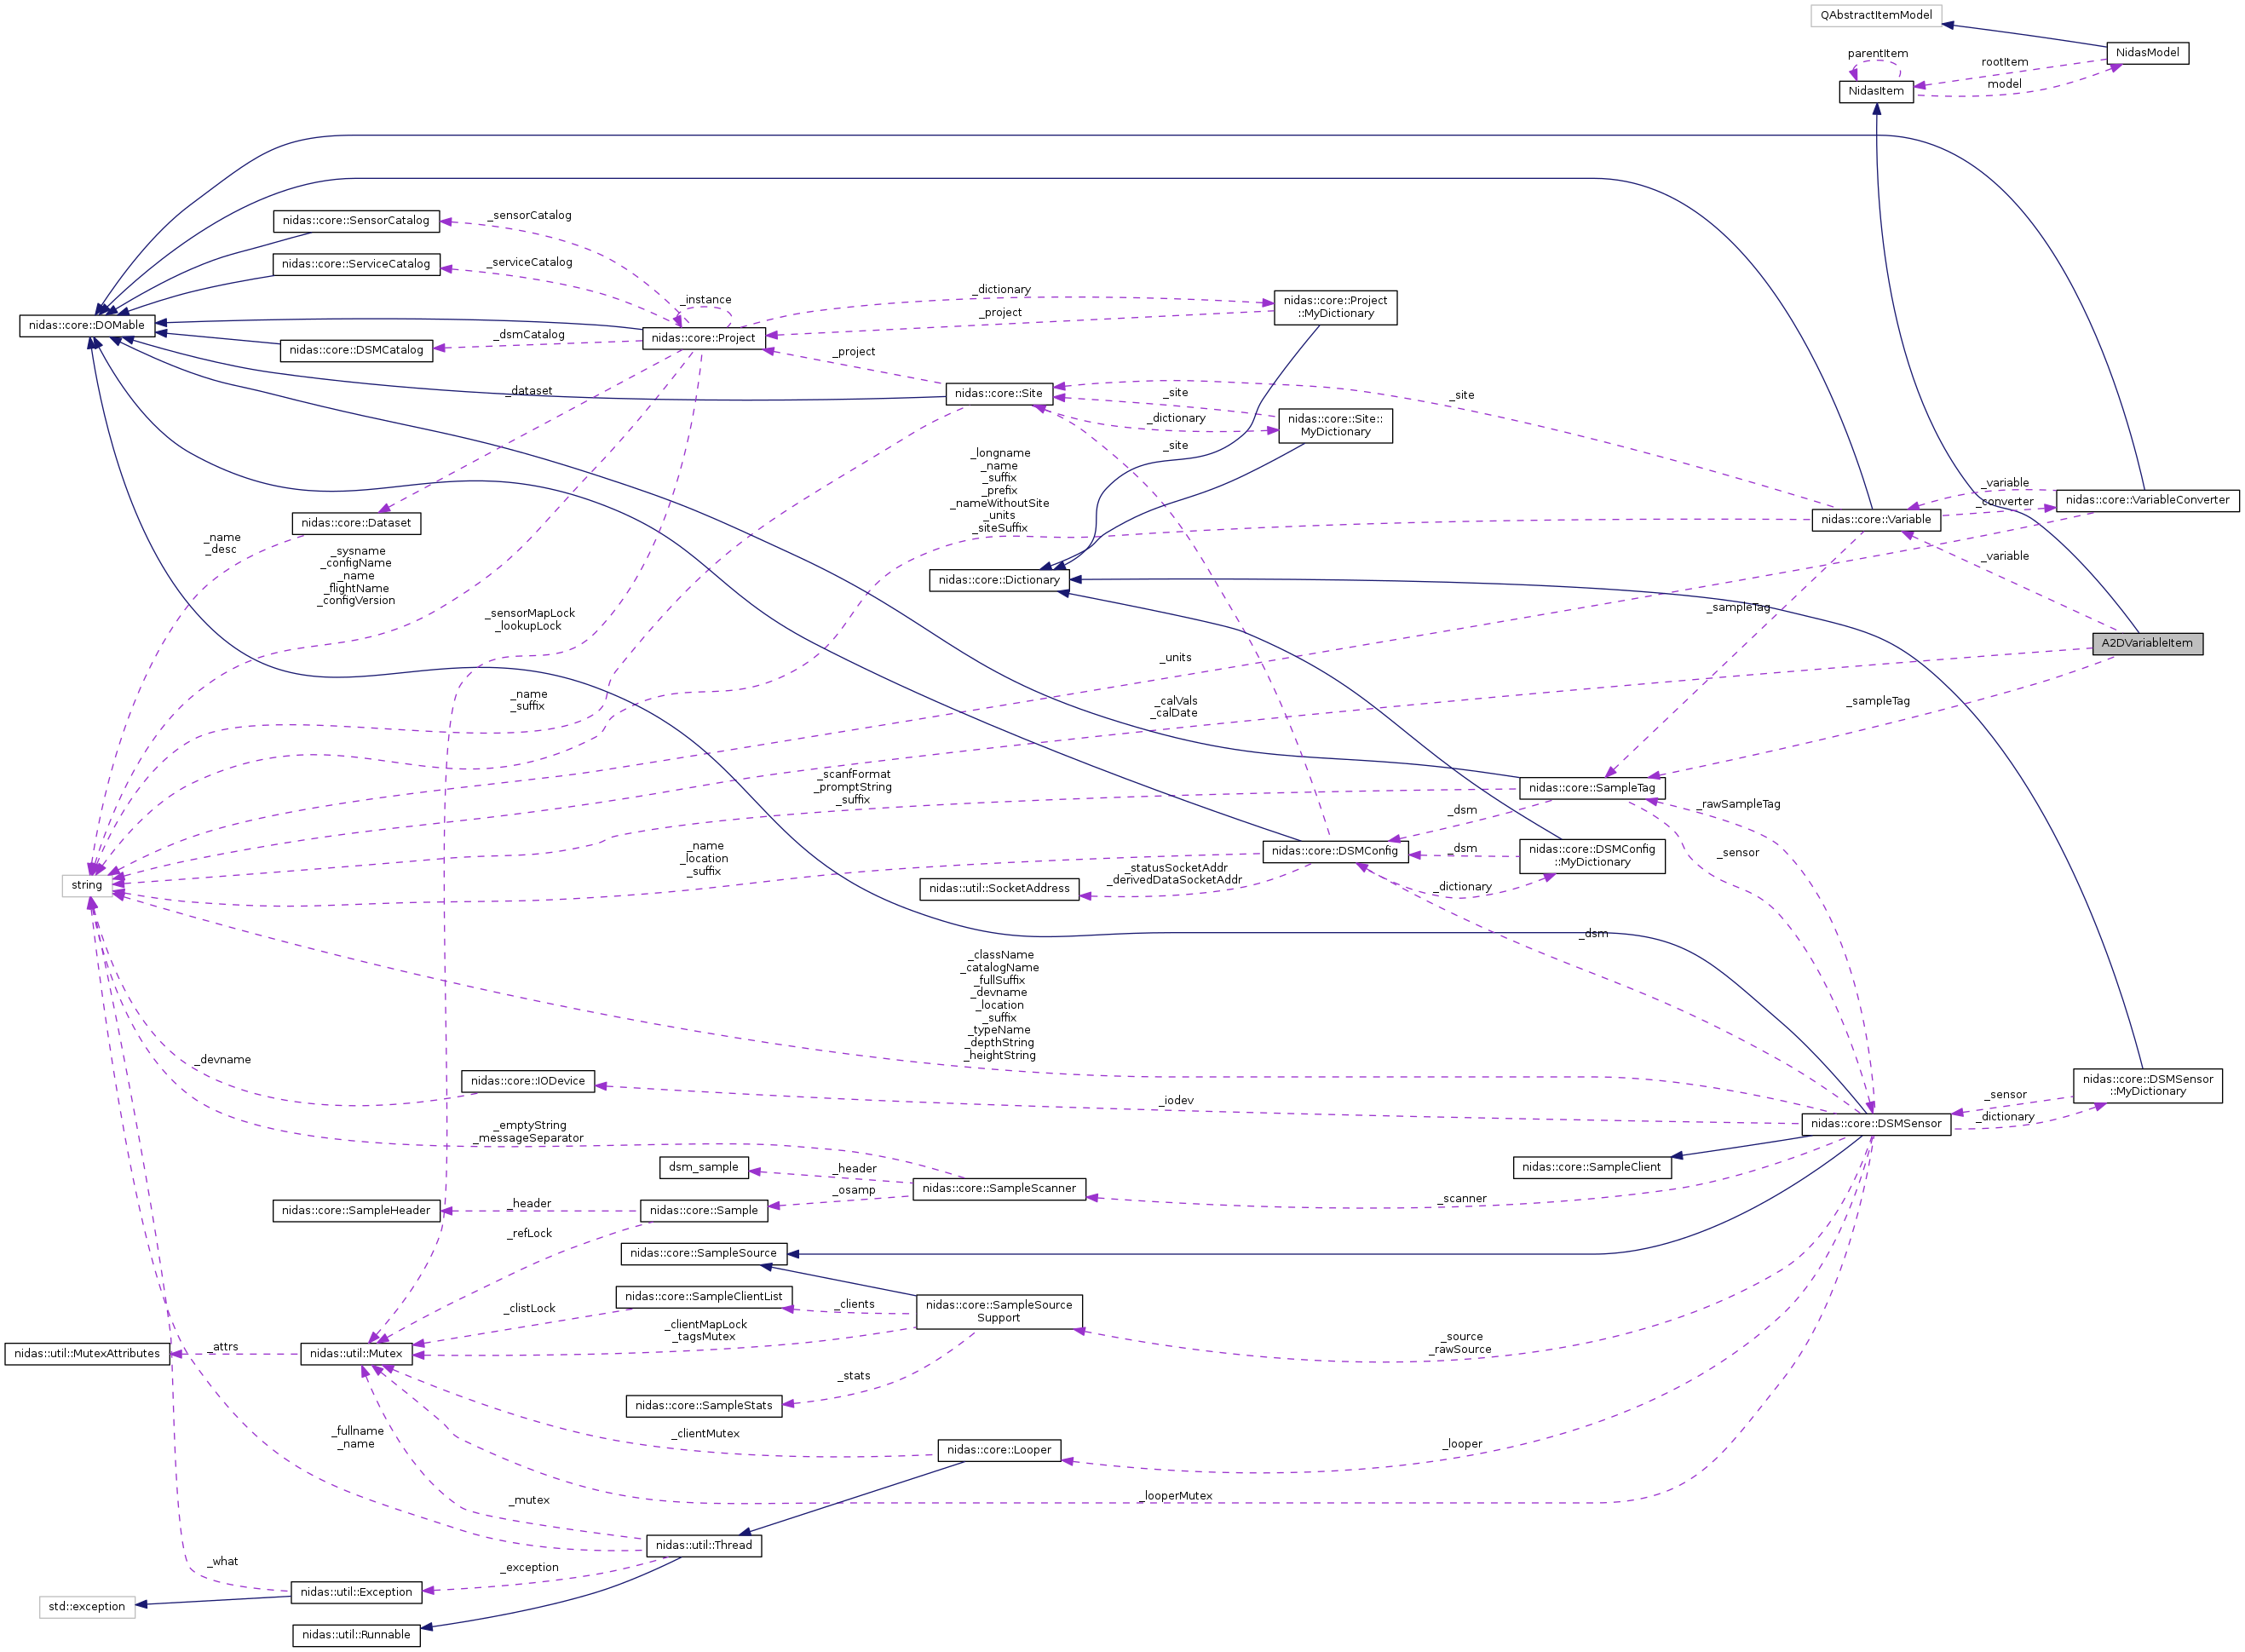 QAbstractItemModel
NidasModel
parentItem
rootItem
model
NidasItem
nidas::core::SensorCatalog
_sensorCatalog
nidas::core::ServiceCatalog
_serviceCatalog
_instance
_dictionary
nidas::core::Project
::MyDictionary
_project
nidas::core::DOMable
nidas::core::DSMCatalog
_dsmCatalog
nidas::core::Project
_project
_dataset
nidas::core::Site
_site
_dictionary
_site
nidas::core::Site::
MyDictionary
_site
_longname
_name
_suffix
_prefix
_nameWithoutSite
_units
_siteSuffix
_variable
_converter
nidas::core::VariableConverter
nidas::core::Variable
nidas::core::Dataset
_name
_desc
_sysname
_configName
_name
_flightName
_configVersion
_variable
nidas::core::Dictionary
_sensorMapLock
_lookupLock
_sampleTag
A2DVariableItem
_units
_name
_suffix
_calVals
_calDate
_sampleTag
_scanfFormat
_promptString
_suffix
nidas::core::SampleTag
_rawSampleTag
_dsm
_sensor
_name
_location
_suffix
nidas::core::DSMConfig
_dsm
nidas::core::DSMConfig
::MyDictionary
string
nidas::util::SocketAddress
_statusSocketAddr
_derivedDataSocketAddr
_dictionary
_dsm
_className
_catalogName
_fullSuffix
_devname
_location
_suffix
_typeName
_depthString
_heightString
_devname
nidas::core::IODevice
_iodev
_sensor
_dictionary
nidas::core::DSMSensor
::MyDictionary
nidas::core::DSMSensor
_emptyString
_messageSeparator
dsm_sample
_header
nidas::core::SampleClient
nidas::core::SampleScanner
_osamp
_scanner
nidas::core::SampleHeader
_header
nidas::core::Sample
_refLock
nidas::core::SampleSource
nidas::core::SampleClientList
_clistLock
_clients
nidas::core::SampleSource
Support
_clientMapLock
_tagsMutex
_source
_rawSource
nidas::util::MutexAttributes
_attrs
nidas::util::Mutex
_stats
nidas::core::SampleStats
_fullname
_name
_clientMutex
nidas::core::Looper
_looper
_mutex
_looperMutex
nidas::util::Thread
_what
_exception
nidas::util::Exception
std::exception
nidas::util::Runnable